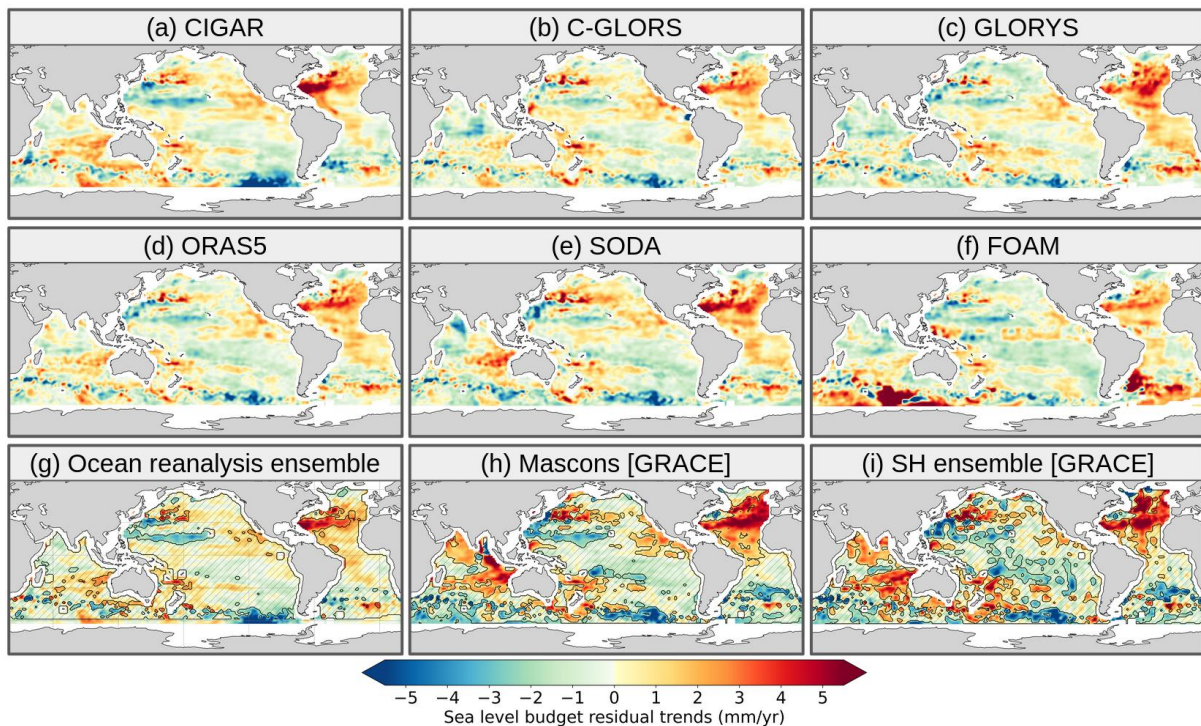 (a) CIGAR
(b) C-GLORS
(c) GLORYS
(d) ORAS5
(e) SODA
(f) FOAM
(g) Ocean reanalysis ensemble
(h) Mascons [GRACE]
(i) SH ensemble [GRACE]
−5 −4 −3 −2 −1 0 1 2 3 4 5
Sea level budget residual trends (mm/yr)